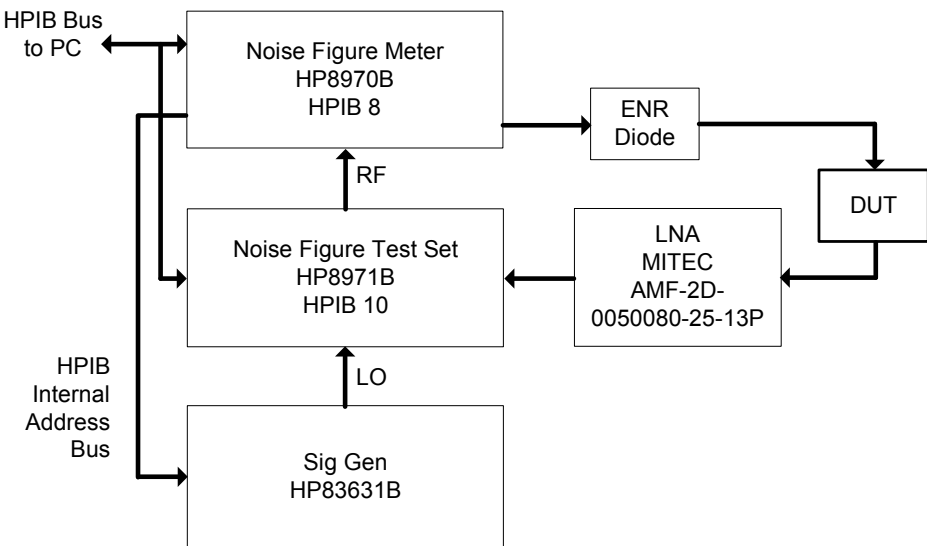 HPIB Bus
to PC
Noise Figure Meter
HP8970B
HPIB 8
ENR
Diode
RF
DUT
Noise Figure Test Set
HP8971B
HPIB 10
LNA
MITEC
AMF-2D-
0050080-25-13P
LO
HPIB
Internal
Address
Bus
Sig Gen
HP83631B